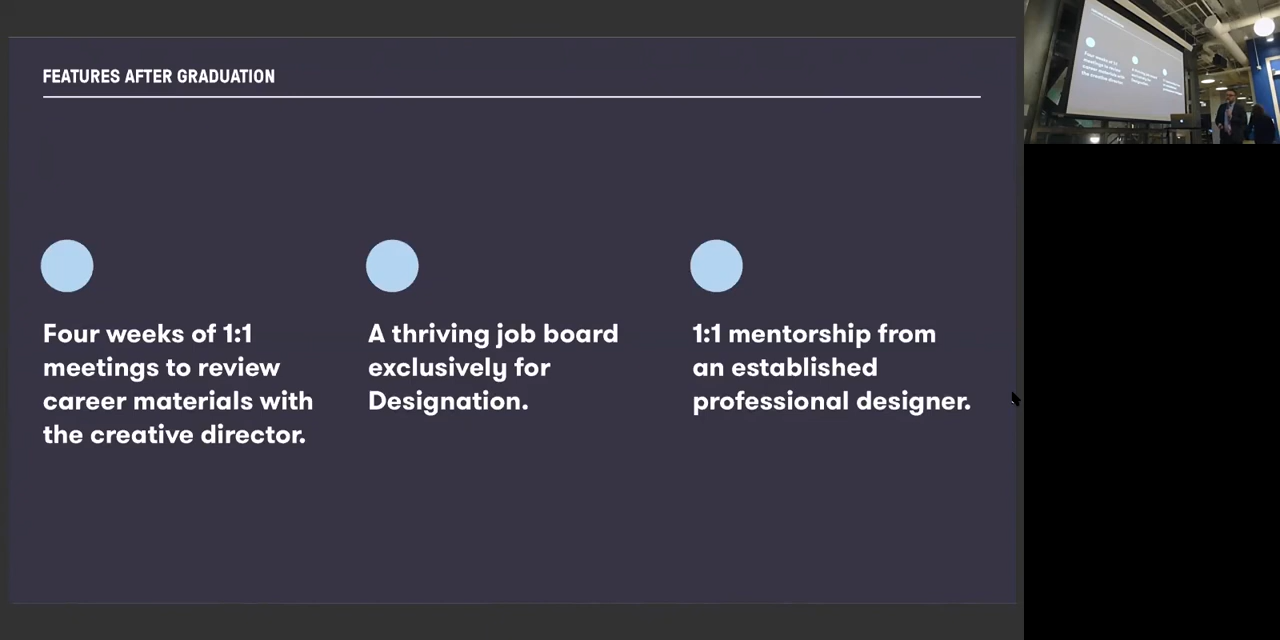 FEATURES AFTER GRADUATION
Four weeks of 1:1
meetings to review
career materials with
the creative director.
A thriving job board
exclusively for
Designation.
1:1 mentorship from
an established
professional designer.